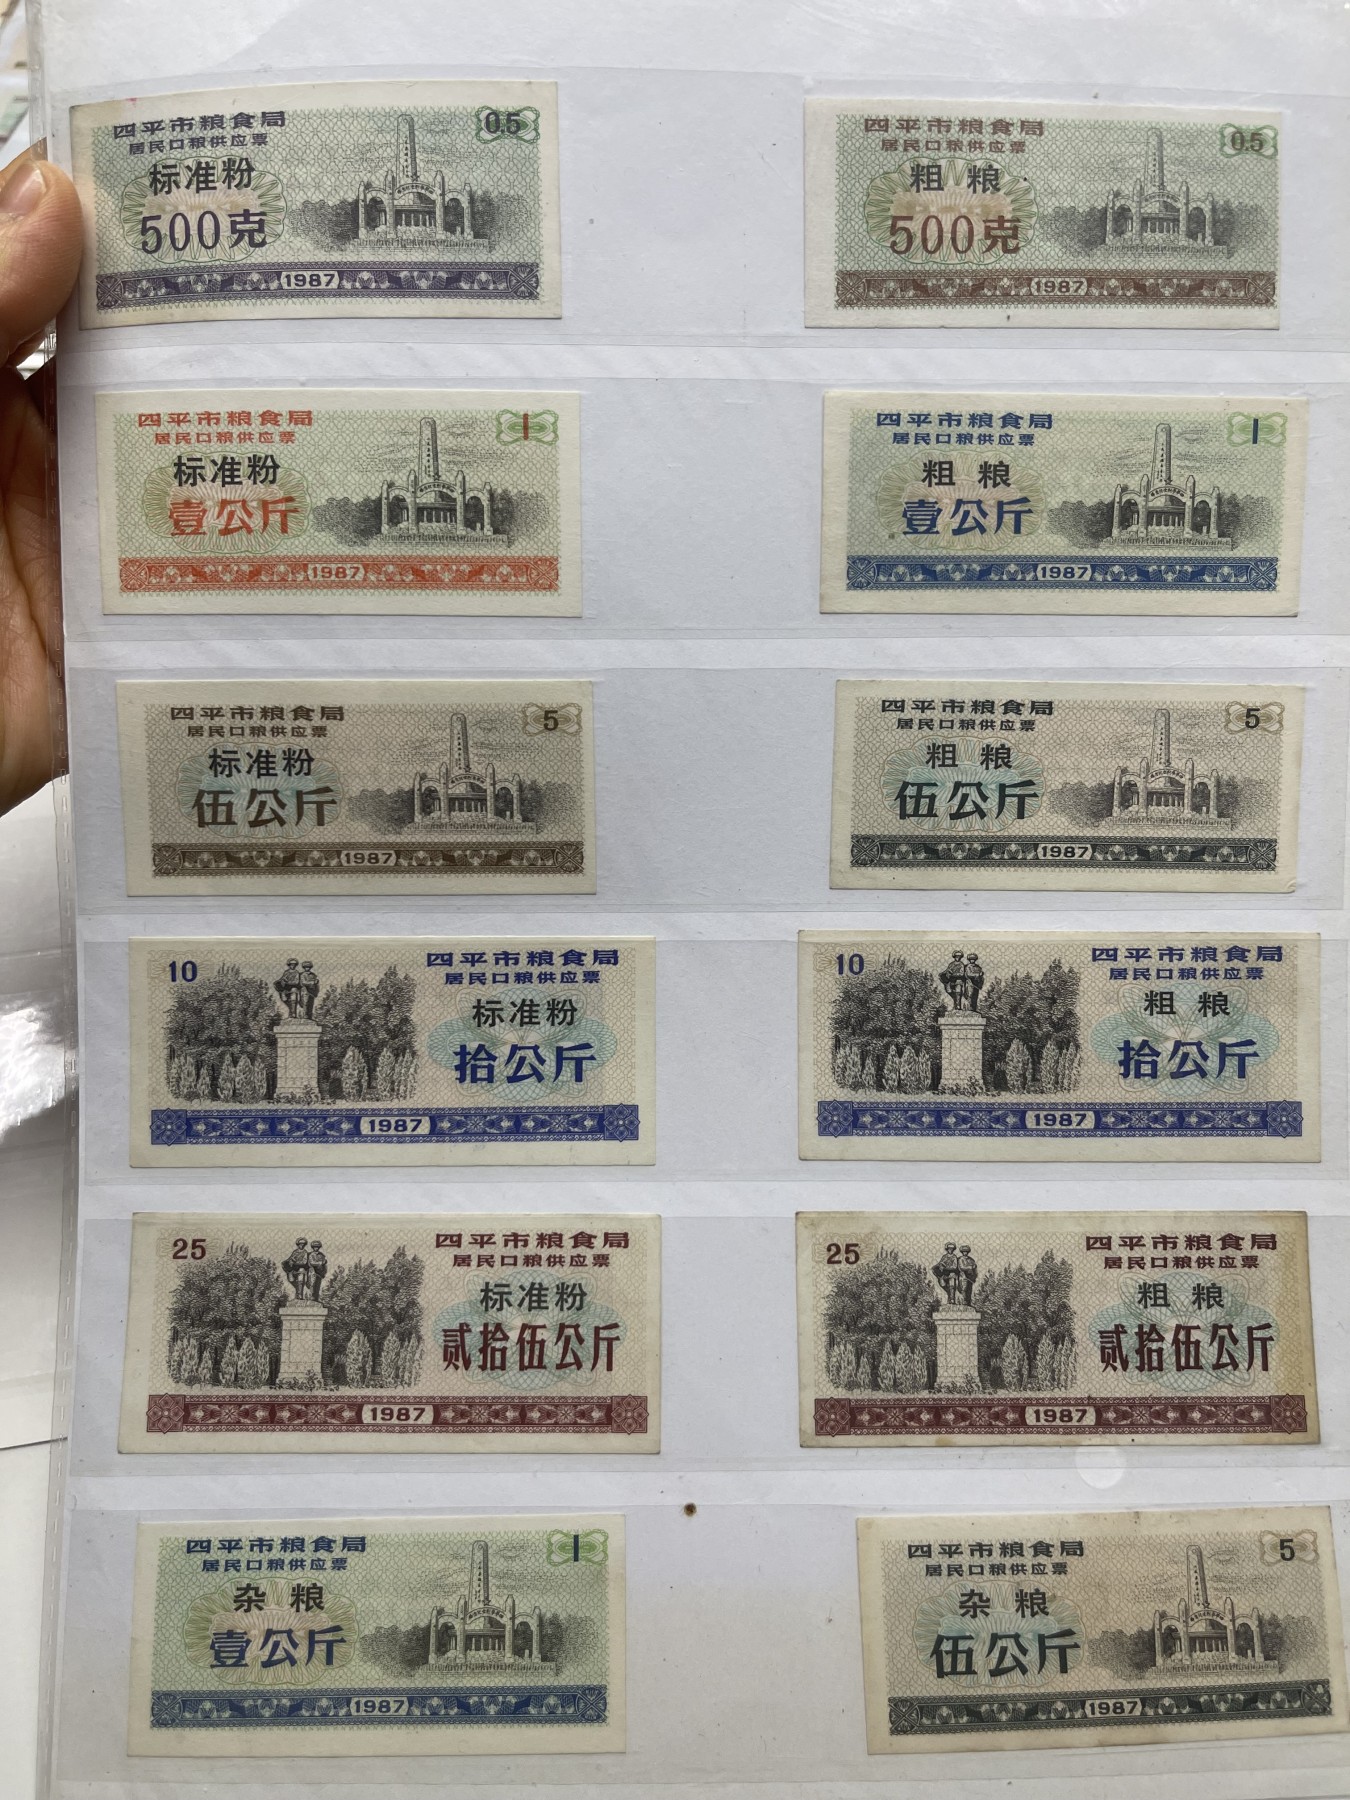 四平市粮食局
居民口粮供应票
0.5
标准粉
500克
1987
四平市粮食局
居民口粮供应票
0.5
粗粮
500克
1987
四平市粮食局
居民口粮供应票
1
标准粉
壹公斤
1987
四平市粮食局
居民口粮供应票
1
粗粮
壹公斤
1987
四平市粮食局
居民口粮供应票
5
标准粉
伍公斤
1987
四平市粮食局
居民口粮供应票
5
粗粮
伍公斤
1987
10
四平市粮食局
居民口粮供应票
标准粉
拾公斤
1987
10
四平市粮食局
居民口粮供应票
粗粮
拾公斤
1987
25
四平市粮食局
居民口粮供应票
标准粉
贰拾伍公斤
1987
25
四平市粮食局
居民口粮供应票
粗粮
贰拾伍公斤
1987
四平市粮食局
居民口粮供应票
1
杂粮
壹公斤
1987
四平市粮食局
居民口粮供应票
5
杂粮
伍公斤
1987